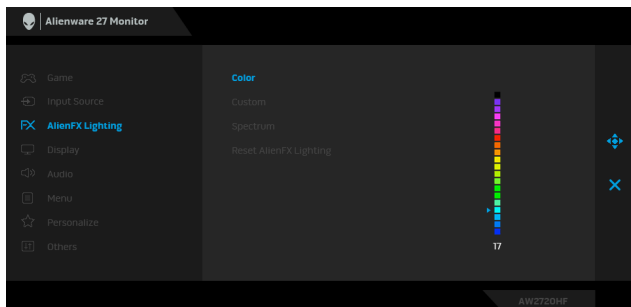 Alienware 27 Monitor
Game
Input Source
FX AlienFX Lighting
Display
Audio
Menu
Personalize
Others
Color
Custom
Spectrum
Reset AlienFX Lighting
17
AW2720HF